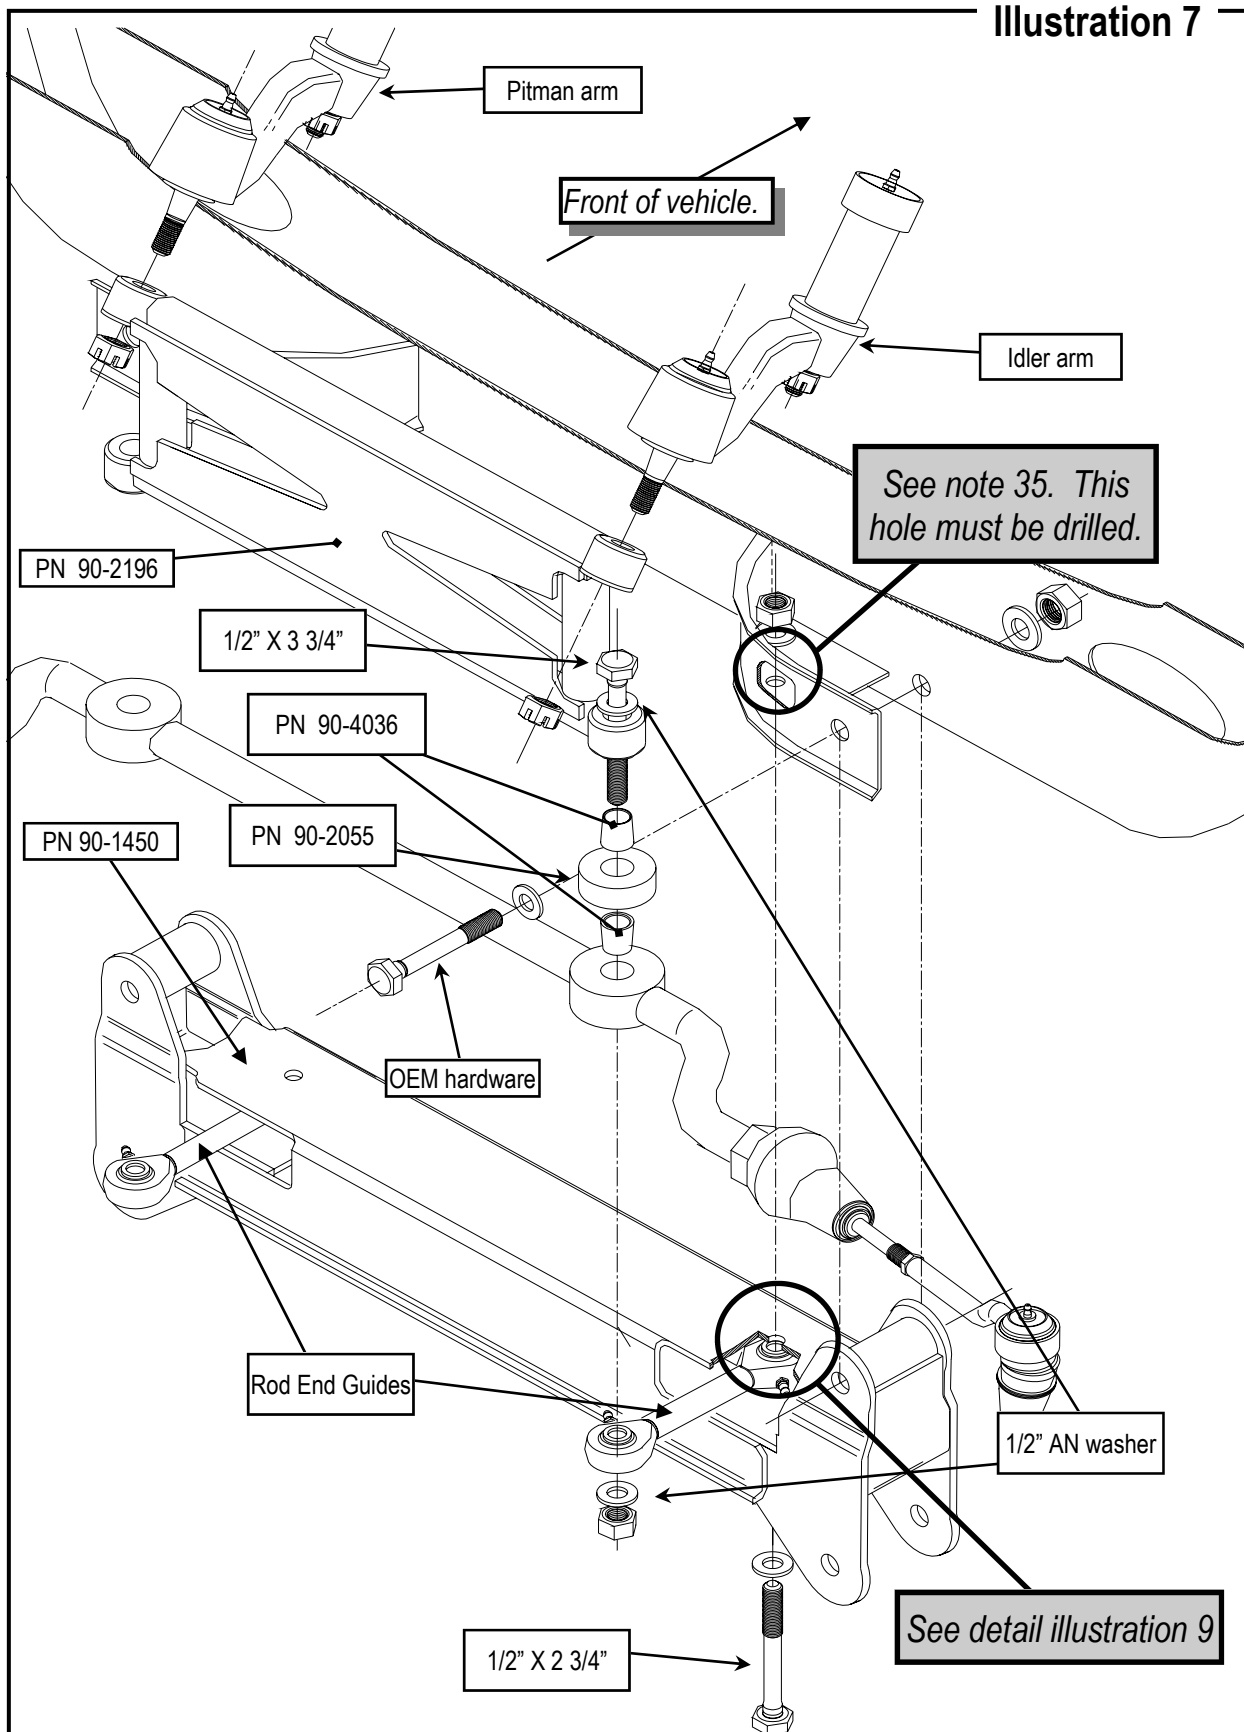 Illustration 7
Pitman arm
Front of vehicle.
Idler arm
See note 35. This
hole must be drilled.
PN 90-2196
1/2” X 3 3/4”
PN 90-4036
PN 90-2055
PN 90-1450
OEM hardware
Rod End Guides
1/2” AN washer
See detail illustration 9
1/2” X 2 3/4”